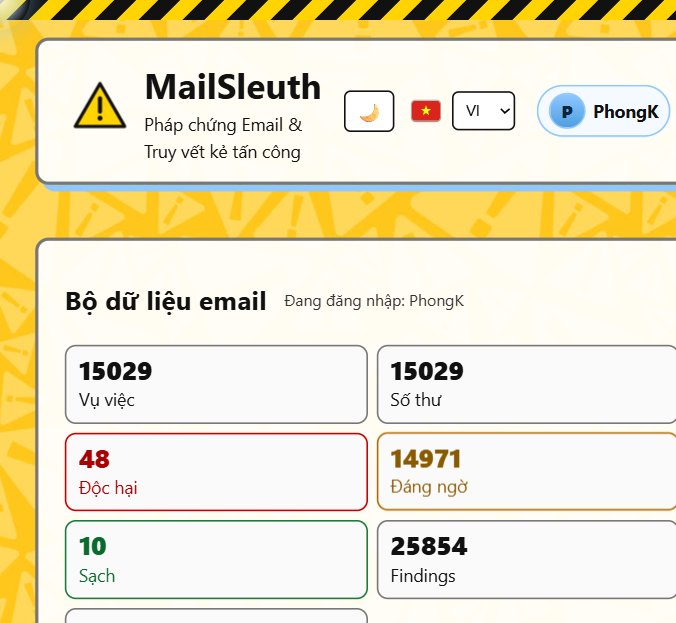 MailSleuth
Pháp chứng Email &
Truy vết kẻ tấn công
VI
P PhongK
Bộ dữ liệu email Đang đăng nhập: PhongK
15029
Vụ việc
15029
Số thư
48
Độc hại
14971
Đáng ngờ
10
Sạch
25854
Findings